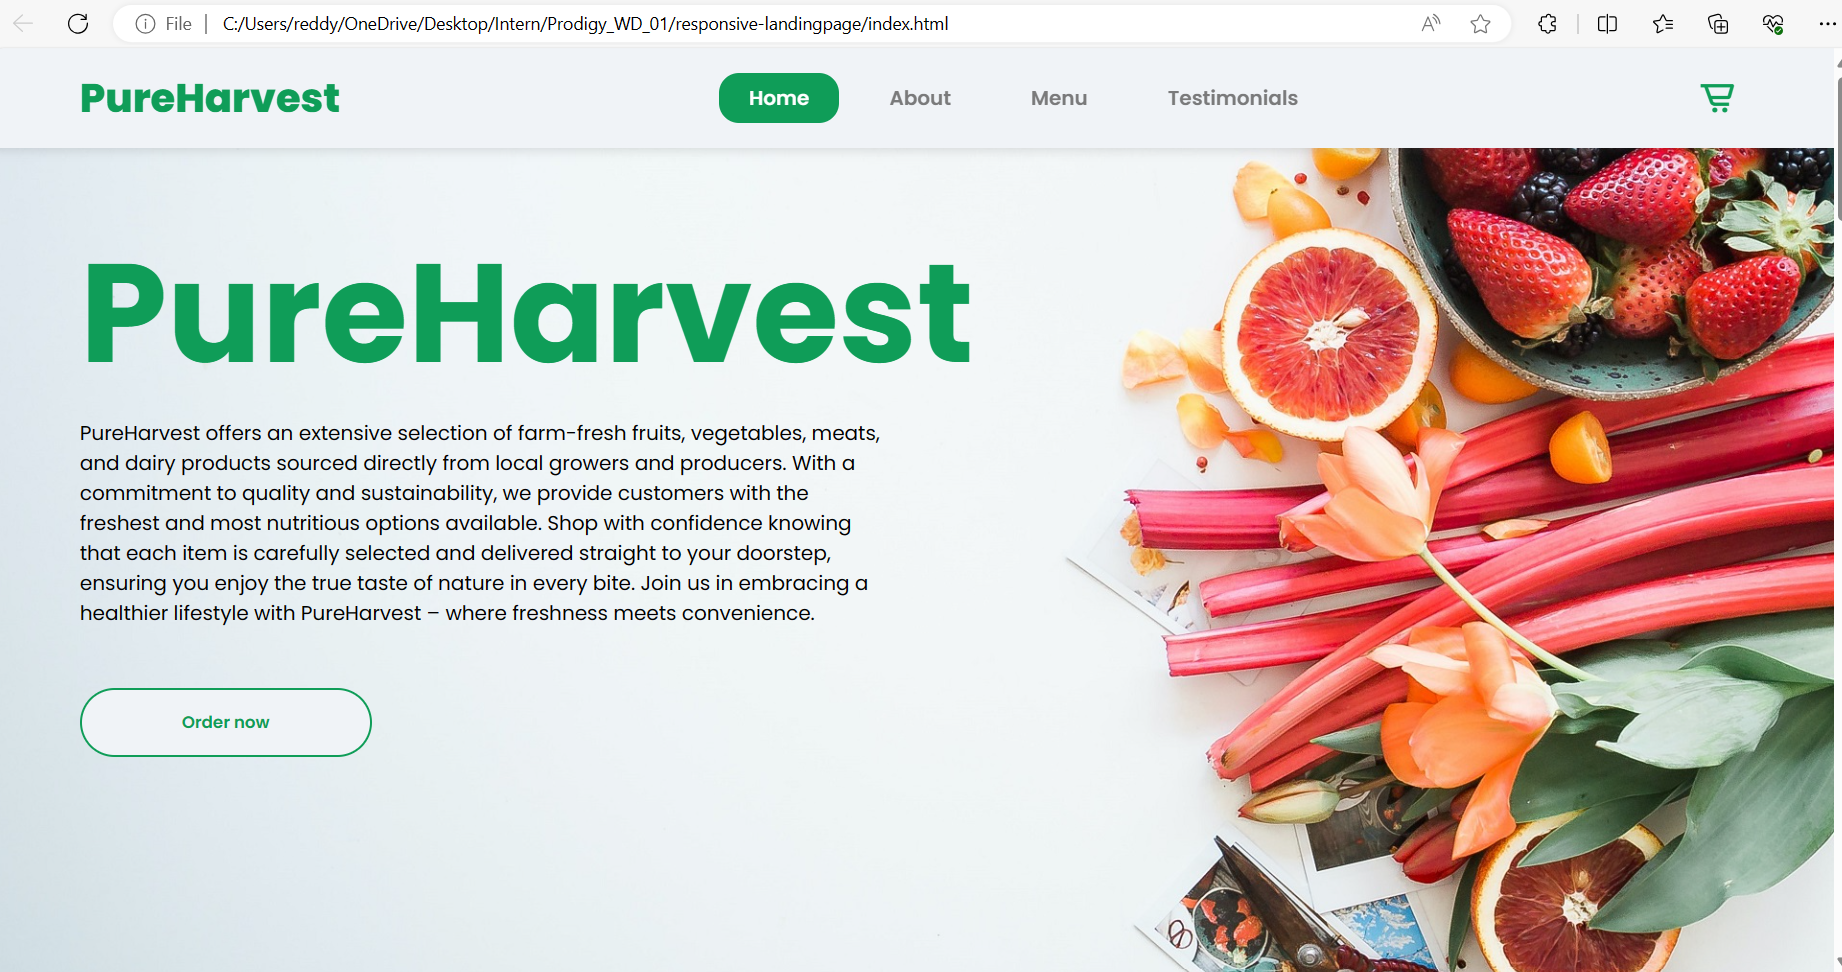 File
C:/Users/reddy/OneDrive/Desktop/Intern/Prodigy_WD_01/responsive-landingpage/index.html
PureHarvest
Home
About
Menu
Testimonials
PureHarvest
PureHarvest offers an extensive selection of farm-fresh fruits, vegetables, meats,
and dairy products sourced directly from local growers and producers. With a
commitment to quality and sustainability, we provide customers with the
freshest and most nutritious options available. Shop with confidence knowing
that each item is carefully selected and delivered straight to your doorstep,
ensuring you enjoy the true taste of nature in every bite. Join us in embracing a
healthier lifestyle with PureHarvest – where freshness meets convenience.
Order now